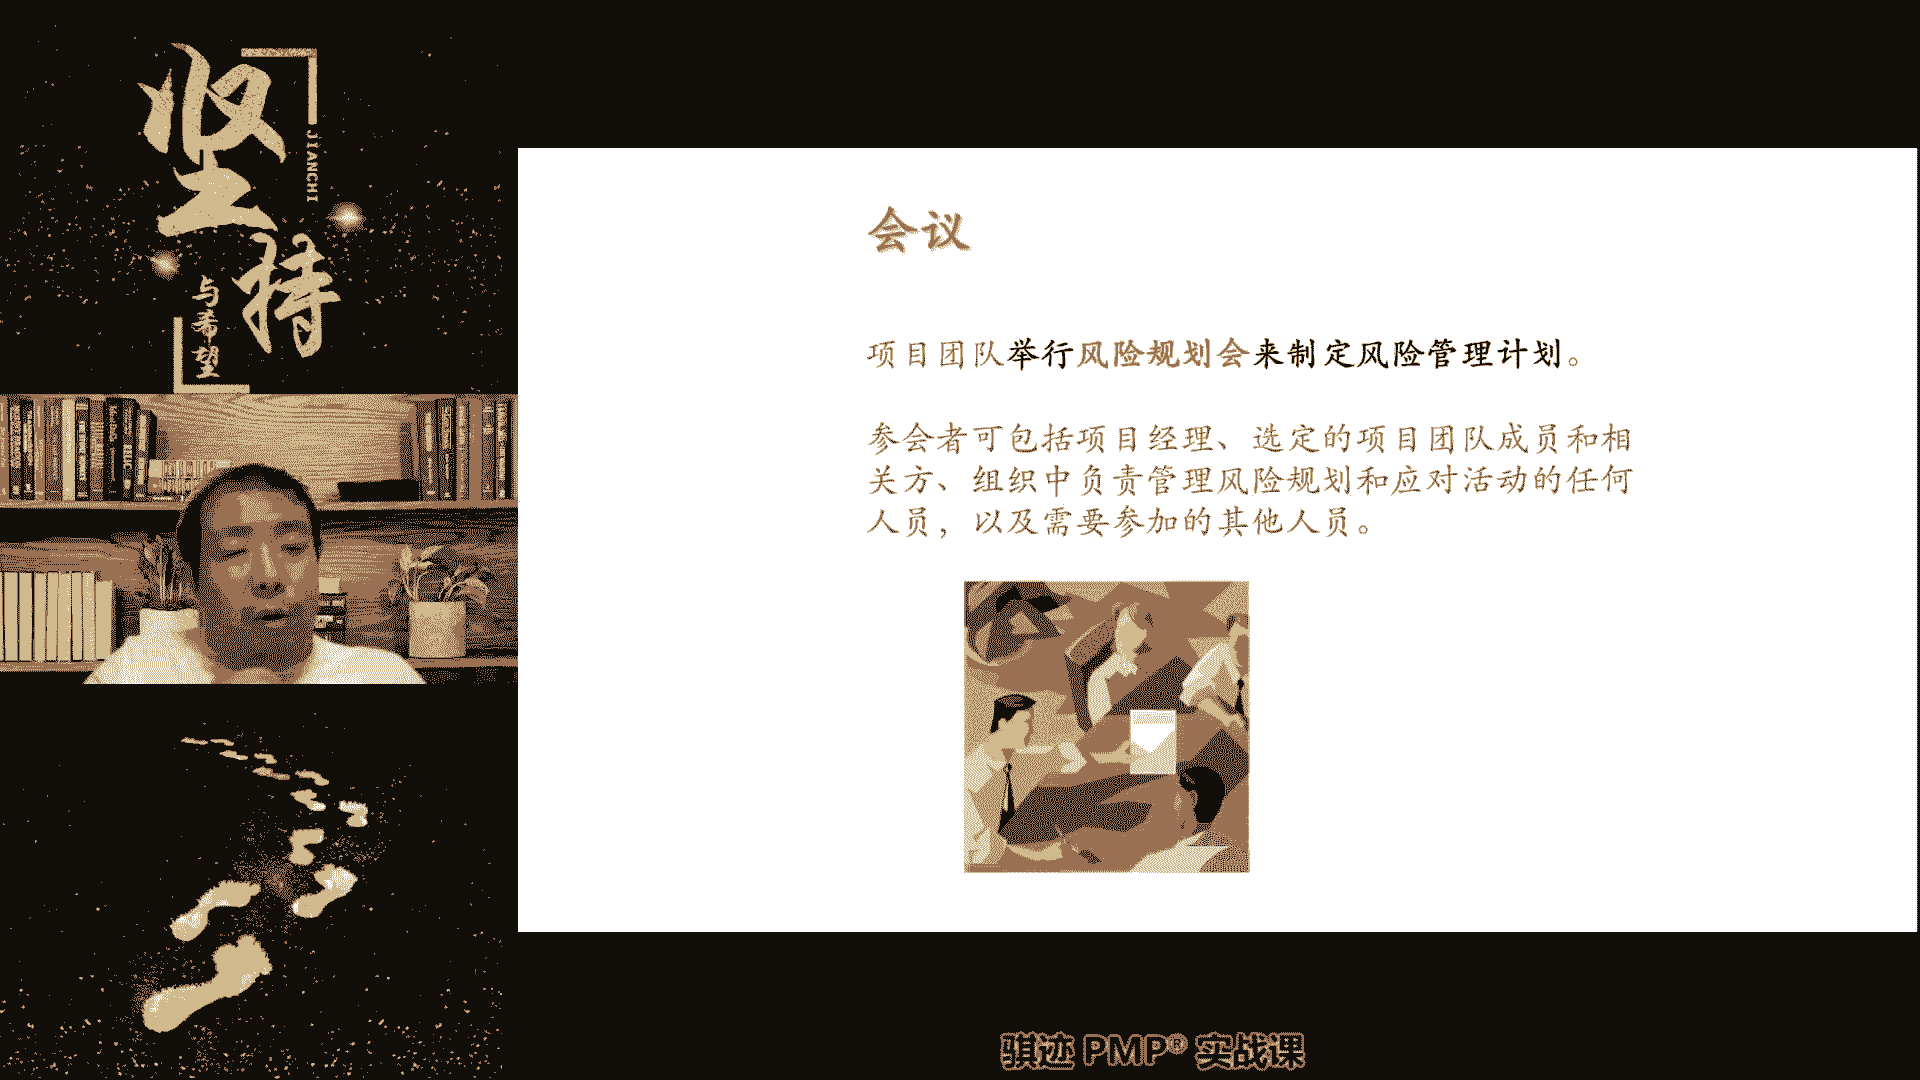 坚持
JIANCHI
与希望
会议
项目团队举行风险规划会来制定风险管理计划。
参会者可包括项目经理、选定的项目团队成员和相
关方、组织中负责管理风险规划和应对活动的任何
人员，以及需要参加的其他人员。
骐迹 PMP® 实战课